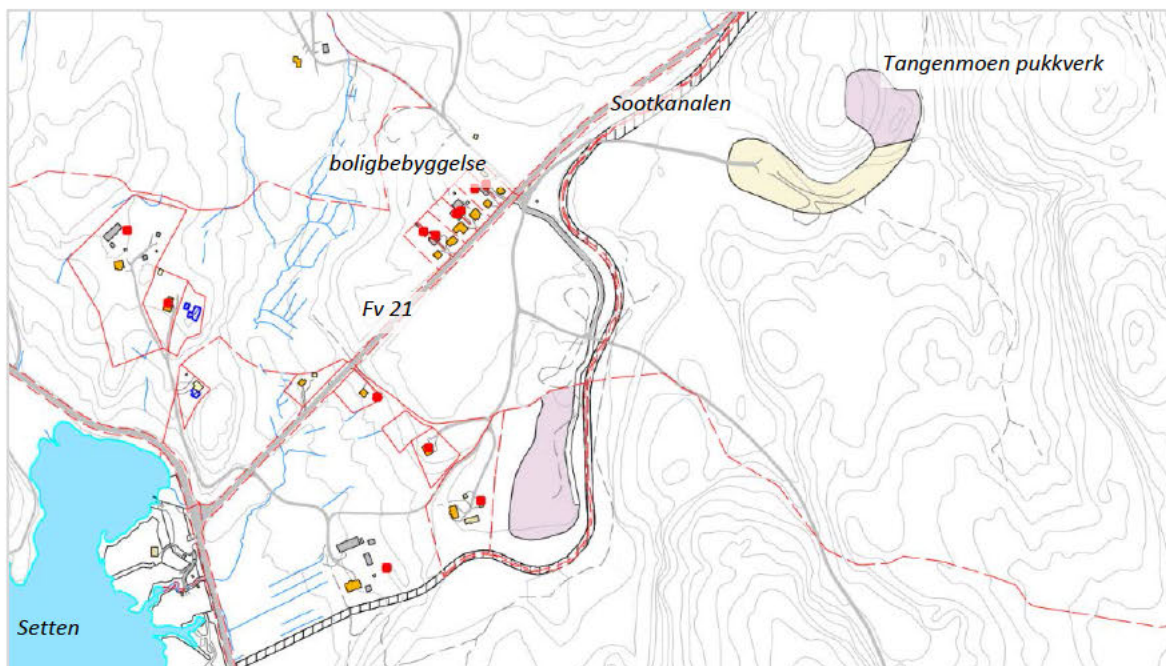 Tangenmoen pukkverk
Sootkanalen
boligbebyggelse
Fv 21
Setten